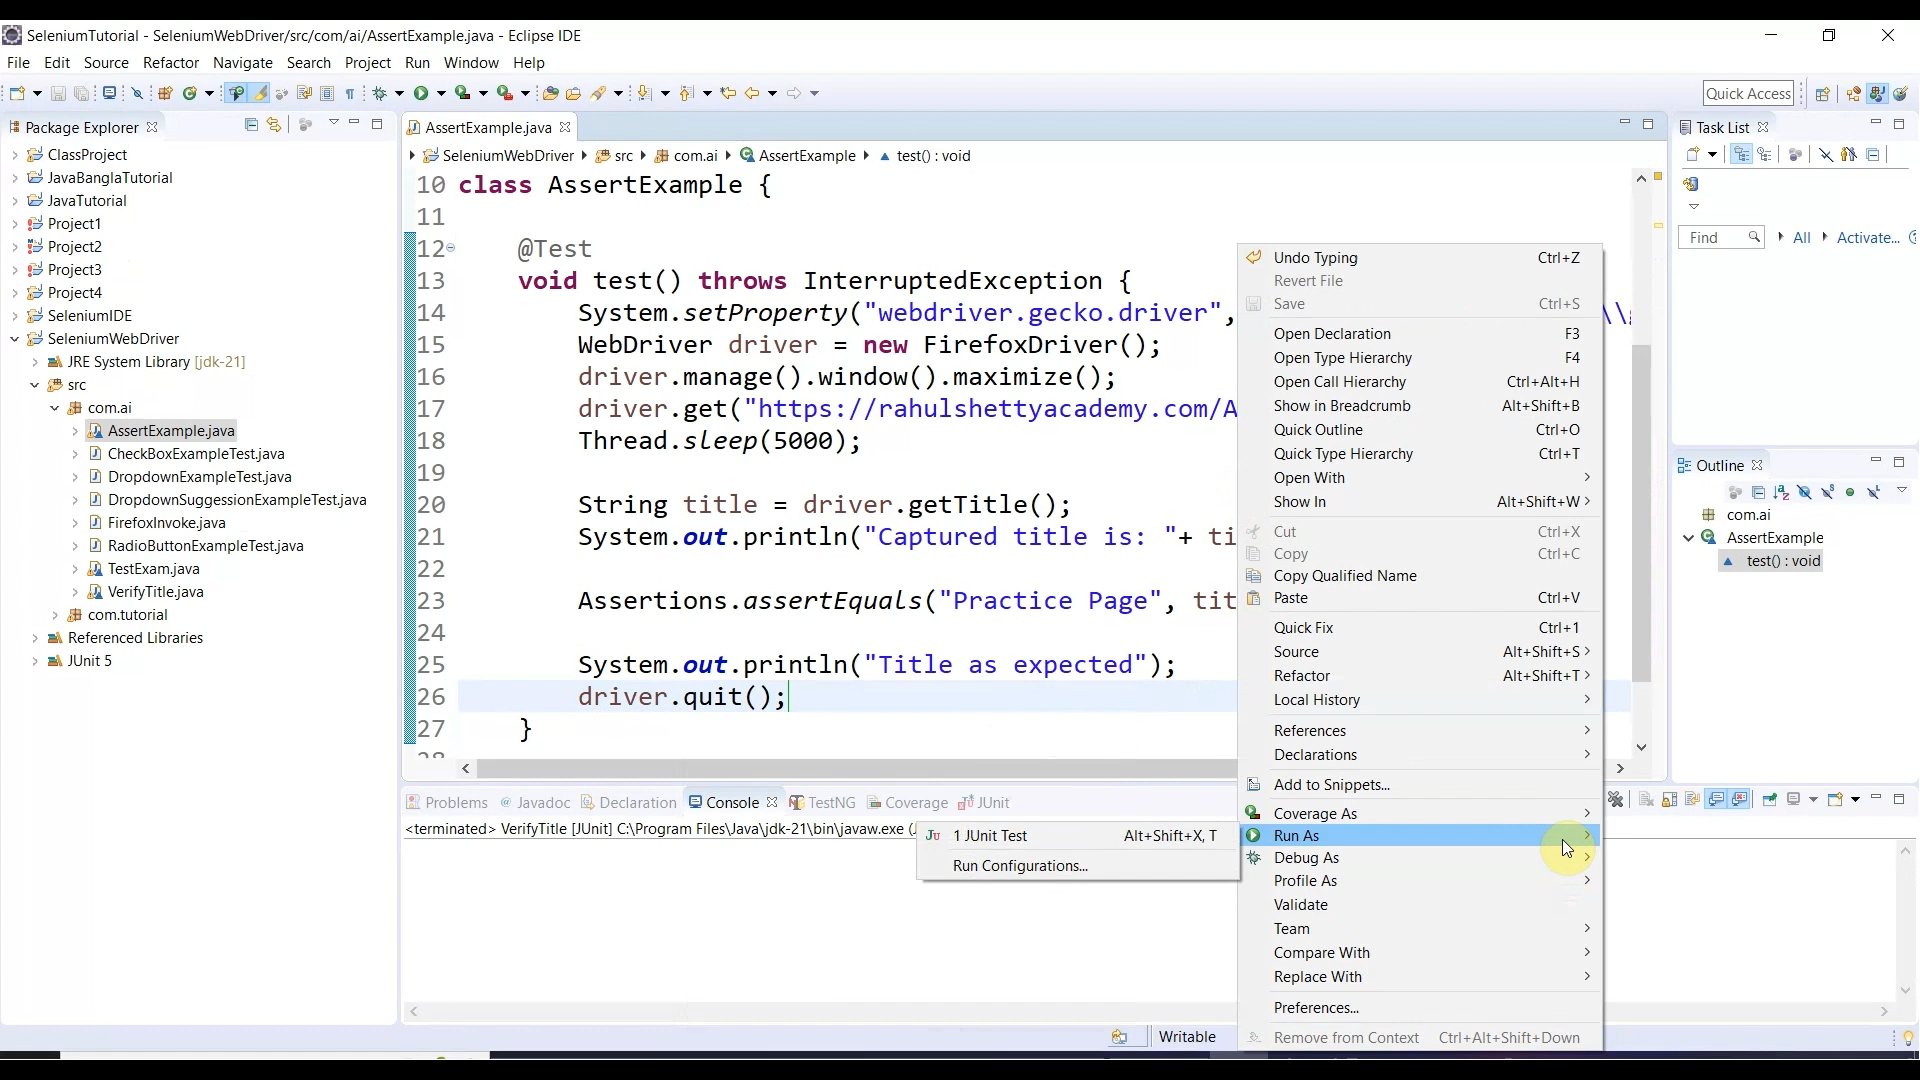 SeleniumTutorial - SeleniumWebDriver/src/com/ai/AssertExample.java - Eclipse IDE
File Edit Source Refactor Navigate Search Project Run Window Help
Quick Access
Package Explorer
ClassProject
JavaBanglaTutorial
JavaTutorial
Project1
Project2
Project3
Project4
SeleniumIDE
SeleniumWebDriver
JRE System Library [jdk-21]
src
com.ai
AssertExample.java
CheckBoxExampleTest.java
DropdownExampleTest.java
DropdownSuggessionExampleTest.java
FirefoxInvoke.java
RadioButtonExampleTest.java
TestExam.java
VerifyTitle.java
com.tutorial
Referenced Libraries
JUnit 5
AssertExample.java
SeleniumWebDriver src com.ai AssertExample test() : void
10 class AssertExample {
11
12 @Test
13 void test() throws InterruptedException {
14 System.setProperty("webdriver.gecko.driver",
15 WebDriver driver = new FirefoxDriver();
16 driver.manage().window().maximize();
17 driver.get("https://rahulshettyacademy.com/A
18 Thread.sleep(5000);
19
20 String title = driver.getTitle();
21 System.out.println("Captured title is: "+ ti
22
23 Assertions.assertEquals("Practice Page", tit
24
25 System.out.println("Title as expected");
26 driver.quit();
27 }
Undo Typing Ctrl+Z
Revert File
Save Ctrl+S
Open Declaration F3
Open Type Hierarchy F4
Open Call Hierarchy Ctrl+Alt+H
Show in Breadcrumb Alt+Shift+B
Quick Outline Ctrl+O
Quick Type Hierarchy Ctrl+T
Open With
Show In Alt+Shift+W
Cut Ctrl+X
Copy Ctrl+C
Copy Qualified Name
Paste Ctrl+V
Quick Fix Ctrl+1
Source Alt+Shift+S
Refactor Alt+Shift+T
Local History
References
Declarations
Add to Snippets...
Coverage As
Run As
Debug As
Profile As
Validate
Team
Compare With
Replace With
Preferences...
Remove from Context Ctrl+Alt+Shift+Down
Ju 1 JUnit Test Alt+Shift+X, T
Run Configurations...
Problems Javadoc Declaration Console TestNG Coverage JUnit
<terminated> VerifyTitle [JUnit] C:\Program Files\Java\jdk-21\bin\javaw.exe (
Writable
Task List
Find All Activate...
Outline
com.ai
AssertExample
test() : void